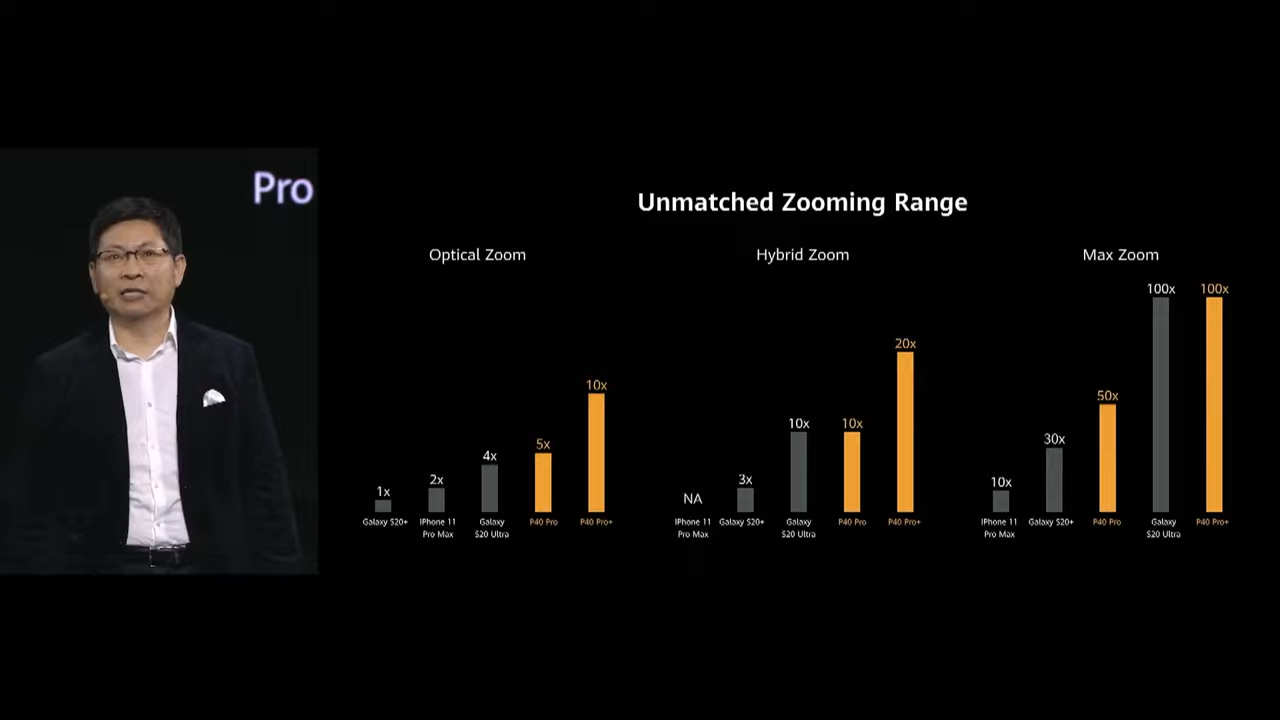 Pro
Unmatched Zooming Range
Optical Zoom
1x
2x
4x
5x
10x
Galaxy S20+
IPhone 11
Pro Max
Galaxy
S20 Ultra
P40 Pro
P40 Pro+
Hybrid Zoom
NA
3x
10x
10x
20x
IPhone 11
Pro Max
Galaxy S20+
Galaxy
S20 Ultra
P40 Pro
P40 Pro+
Max Zoom
10x
30x
50x
100x
100x
IPhone 11
Pro Max
Galaxy S20+
P40 Pro
Galaxy
S20 Ultra
P40 Pro+